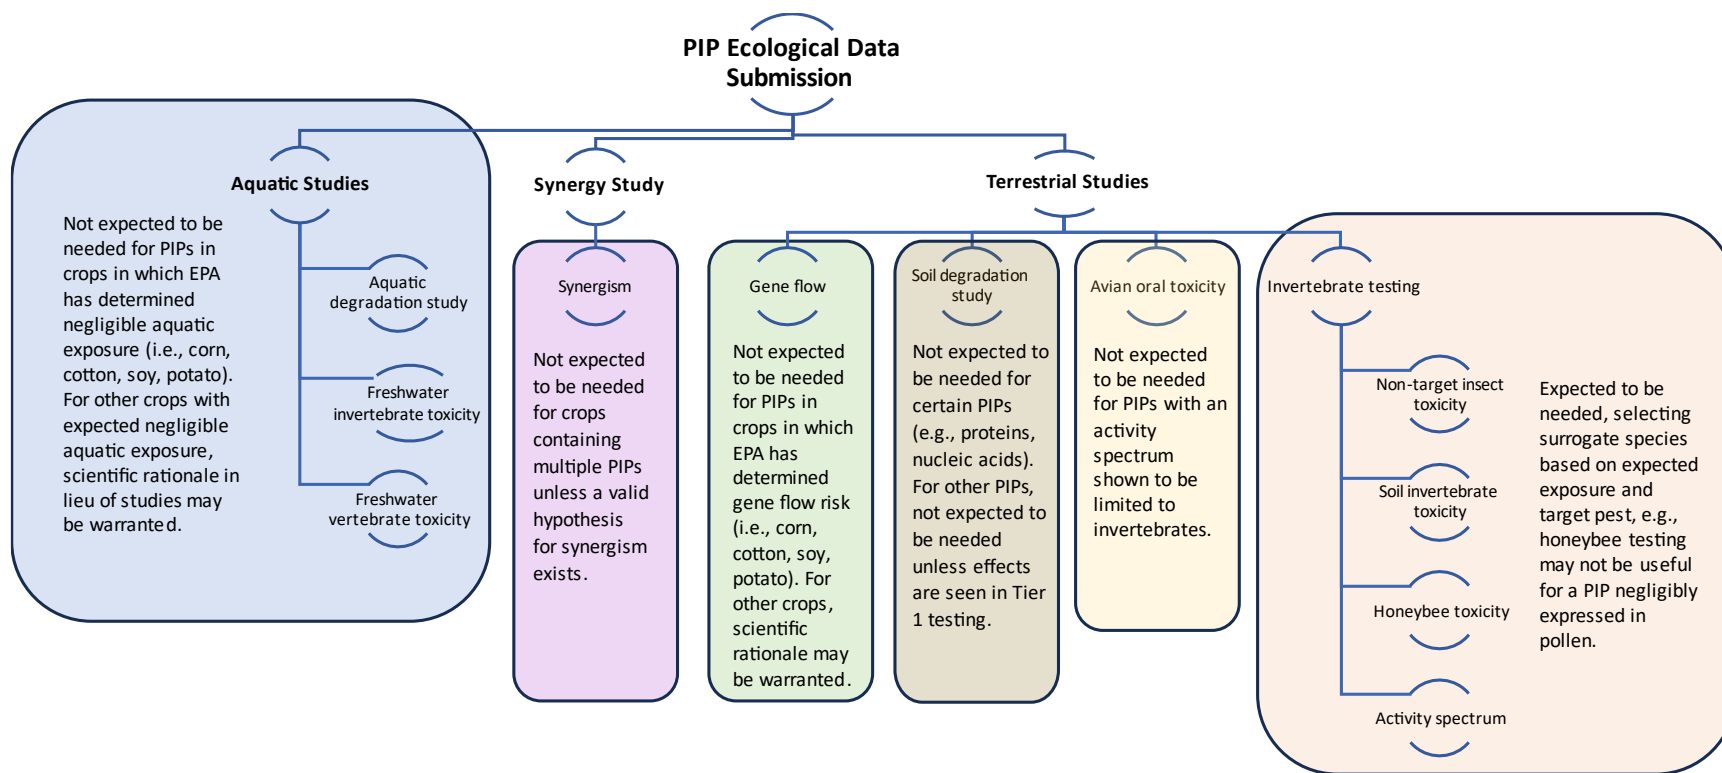 PIP Ecological Data
Submission
Aquatic Studies
Not expected to be
needed for PIPs in
crops in which EPA
has determined
negligible aquatic
exposure (i.e., corn,
cotton, soy, potato).
For other crops with
expected negligible
aquatic exposure,
scientific rationale in
lieu of studies may
be warranted.
Aquatic
degradation study
Freshwater
invertebrate toxicity
Freshwater
vertebrate toxicity
Synergy Study
Synergism
Not expected
to be needed
for crops
containing
multiple PIPs
unless a valid
hypothesis
for synergism
exists.
Terrestrial Studies
Gene flow
Not expected
to be needed
for PIPs in
crops in which
EPA has
determined
gene flow risk
(i.e., corn,
cotton, soy,
potato). For
other crops,
scientific
rationale may
be warranted.
Soil degradation
study
Not expected to
be needed for
certain PIPs
(e.g., proteins,
nucleic acids).
For other PIPs,
not expected to
be needed
unless effects
are seen in Tier
1 testing.
Avian oral toxicity
Not expected
to be needed
for PIPs with an
activity
spectrum
shown to be
limited to
invertebrates.
Invertebrate testing
Non-target insect
toxicity
Soil invertebrate
toxicity
Honeybee toxicity
Activity spectrum
Expected to be
needed, selecting
surrogate species
based on expected
exposure and
target pest, e.g.,
honeybee testing
may not be useful
for a PIP negligibly
expressed in
pollen.